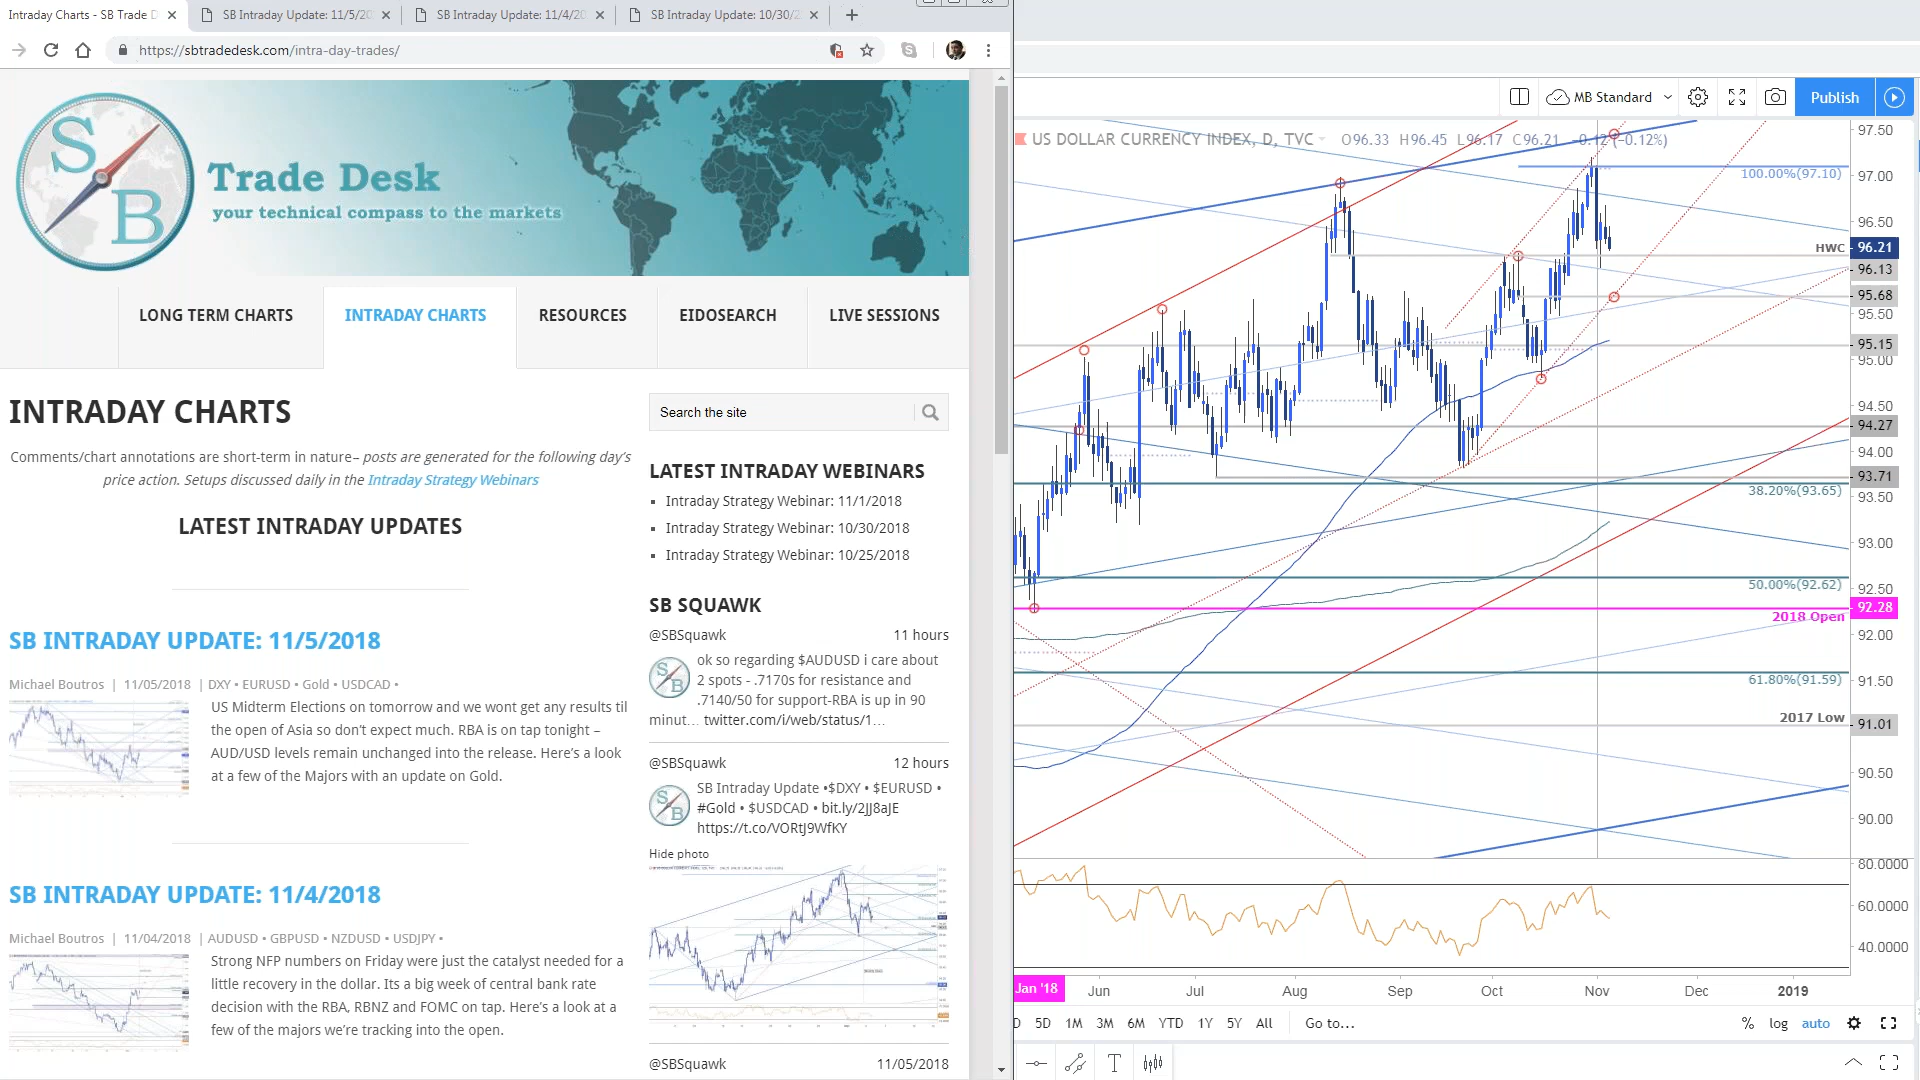 Intraday Charts - SB Trade D
SB Intraday Update: 11/5/20
SB Intraday Update: 11/4/20
SB Intraday Update: 10/30/2
https://sbtradedesk.com/intra-day-trades/
S
B
Trade Desk
your technical compass to the markets
LONG TERM CHARTS
INTRADAY CHARTS
RESOURCES
EIDOSEARCH
LIVE SESSIONS
INTRADAY CHARTS
Comments/chart annotations are short-term in nature– posts are generated for the following day's
price action. Setups discussed daily in the Intraday Strategy Webinars
LATEST INTRADAY UPDATES
SB INTRADAY UPDATE: 11/5/2018
Michael Boutros | 11/05/2018 | DXY • EURUSD • Gold • USDCAD •
US Midterm Elections on tomorrow and we wont get any results til
the open of Asia so don't expect much. RBA is on tap tonight –
AUD/USD levels remain unchanged into the release. Here's a look
at a few of the Majors with an update on Gold.
SB INTRADAY UPDATE: 11/4/2018
Michael Boutros | 11/04/2018 | AUDUSD • GBPUSD • NZDUSD • USDJPY •
Strong NFP numbers on Friday were just the catalyst needed for a
little recovery in the dollar. Its a big week of central bank rate
decision with the RBA, RBNZ and FOMC on tap. Here's a look at a
few of the majors we're tracking into the open.
Search the site
LATEST INTRADAY WEBINARS
Intraday Strategy Webinar: 11/1/2018
Intraday Strategy Webinar: 10/30/2018
Intraday Strategy Webinar: 10/25/2018
SB SQUAWK
@SBSquawk 11 hours
ok so regarding $AUDUSD i care about
2 spots - .7170s for resistance and
.7140/50 for support-RBA is up in 90
minut… twitter.com/i/web/status/1…
@SBSquawk 12 hours
SB Intraday Update •$DXY • $EURUSD •
#Gold • $USDCAD • bit.ly/2JJ8aJE
https://t.co/VORtJ9WfKY
Hide photo
@SBSquawk 11/05/2018
MB Standard
Publish
US DOLLAR CURRENCY INDEX, D, TVC O96.33 H96.45 L96.17 C96.21 -0.12 (-0.12%)
97.50
100.00%(97.10)
97.00
96.50
HWC 96.21
96.13
95.68
95.50
95.15
95.00
94.50
94.27
94.00
93.71
38.20%(93.65)
93.50
93.00
50.00%(92.62)
92.50
92.28
2018 Open
92.00
61.80%(91.59)
91.50
2017 Low
91.01
90.50
90.00
80.0000
60.0000
40.0000
Jan '18
Jun
Jul
Aug
Sep
Oct
Nov
Dec
2019
D 5D 1M 3M 6M YTD 1Y 5Y All Go to... % log auto
T